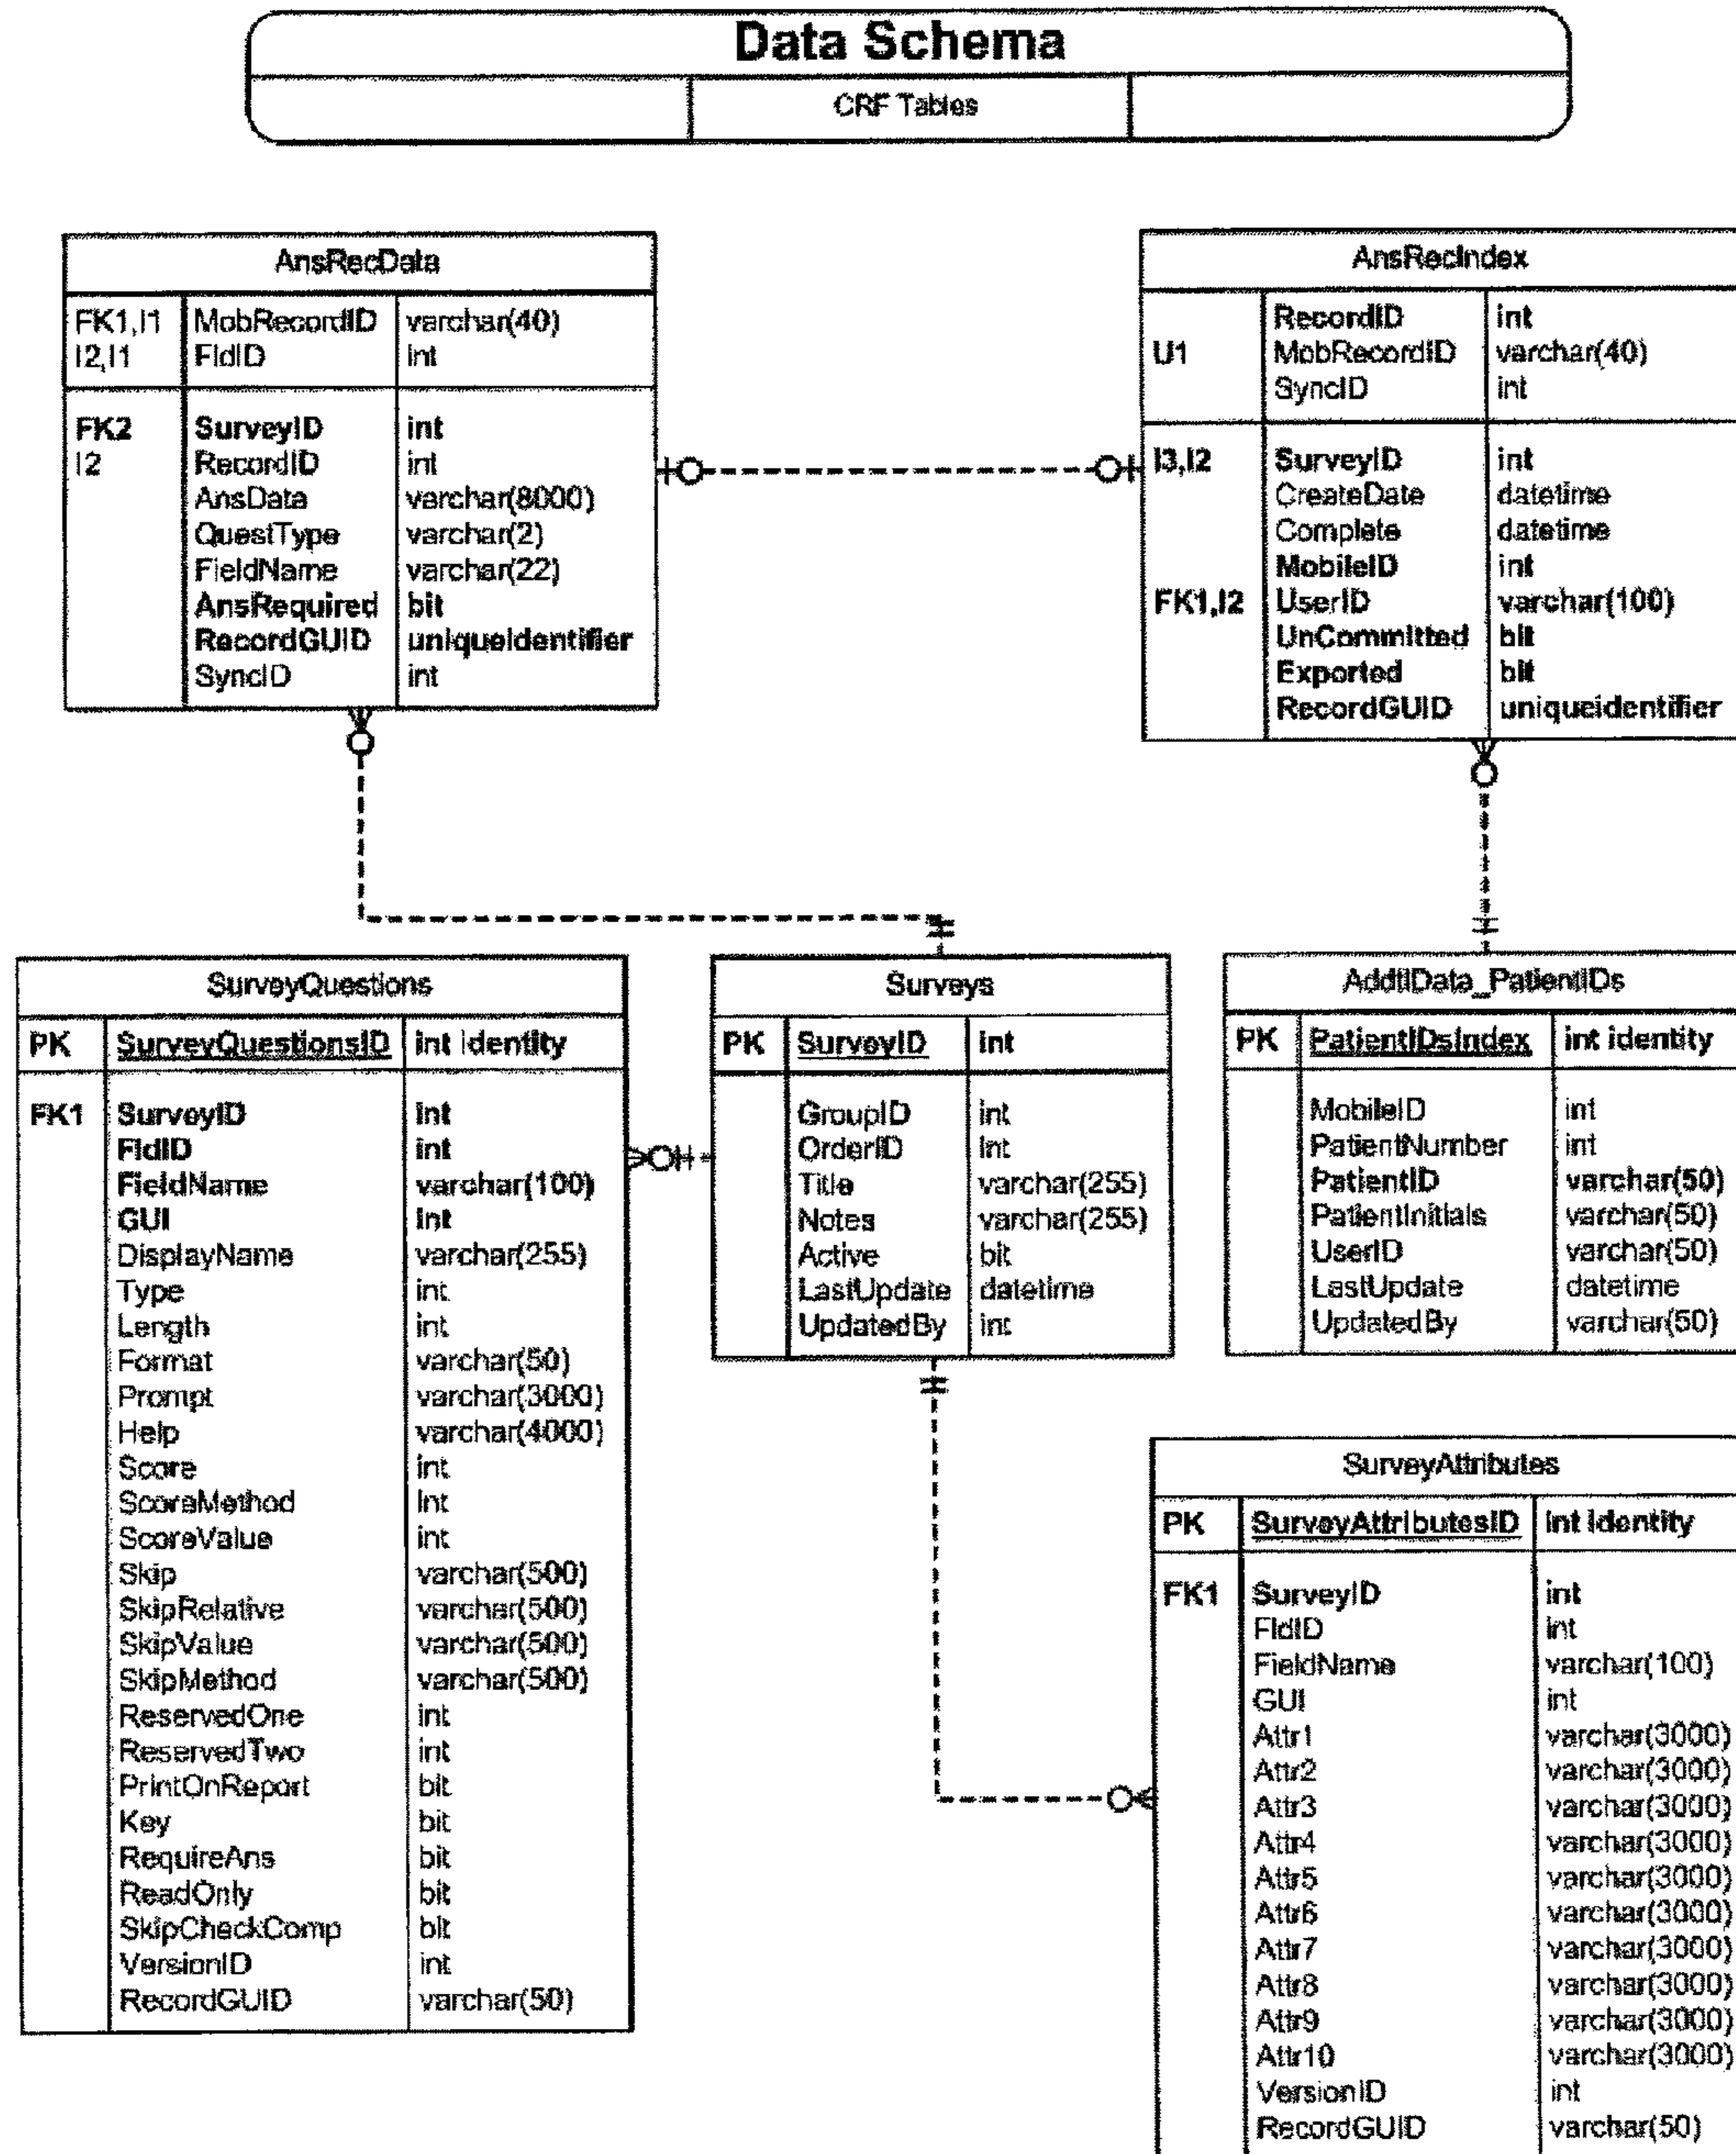 Data Schema
CRF Tables
AnsRecData
FK1,I1 MobRecordID varchar(40)
I2,I1 FldID int
FK2 SurveyID int
I2 RecordID int
AnsData varchar(8000)
QuestType varchar(2)
FieldName varchar(22)
AnsRequired bit
RecordGUID uniqueidentifier
SyncID int
AnsRecIndex
RecordID int
U1 MobRecordID varchar(40)
SyncID int
I3,I2 SurveyID int
CreateDate datetime
Complete datetime
MobileID int
FK1,I2 UserID varchar(100)
UnCommitted bit
Exported bit
RecordGUID uniqueidentifier
SurveyQuestions
PK SurveyQuestionsID int identity
FK1 SurveyID int
FldID int
FieldName varchar(100)
GUI int
DisplayName varchar(255)
Type int
Length int
Format varchar(50)
Prompt varchar(3000)
Help varchar(4000)
Score int
ScoreMethod int
ScoreValue int
Skip varchar(500)
SkipRelative varchar(500)
SkipValue varchar(500)
SkipMethod varchar(500)
ReservedOne int
ReservedTwo int
PrintOnReport bit
Key bit
RequireAns bit
ReadOnly bit
SkipCheckComp bit
VersionID int
RecordGUID varchar(50)
Surveys
PK SurveyID int
GroupID int
OrderID int
Title varchar(255)
Notes varchar(255)
Active bit
LastUpdate datetime
UpdatedBy int
AddtlData_PatientIDs
PK PatientIDsIndex int identity
MobileID int
PatientNumber int
PatientID varchar(50)
PatientInitials varchar(50)
UserID varchar(50)
LastUpdate datetime
UpdatedBy varchar(50)
SurveyAttributes
PK SurveyAttributesID int identity
FK1 SurveyID int
FldID int
FieldName varchar(100)
GUI int
Attr1 varchar(3000)
Attr2 varchar(3000)
Attr3 varchar(3000)
Attr4 varchar(3000)
Attr5 varchar(3000)
Attr6 varchar(3000)
Attr7 varchar(3000)
Attr8 varchar(3000)
Attr9 varchar(3000)
Attr10 varchar(3000)
VersionID int
RecordGUID varchar(50)